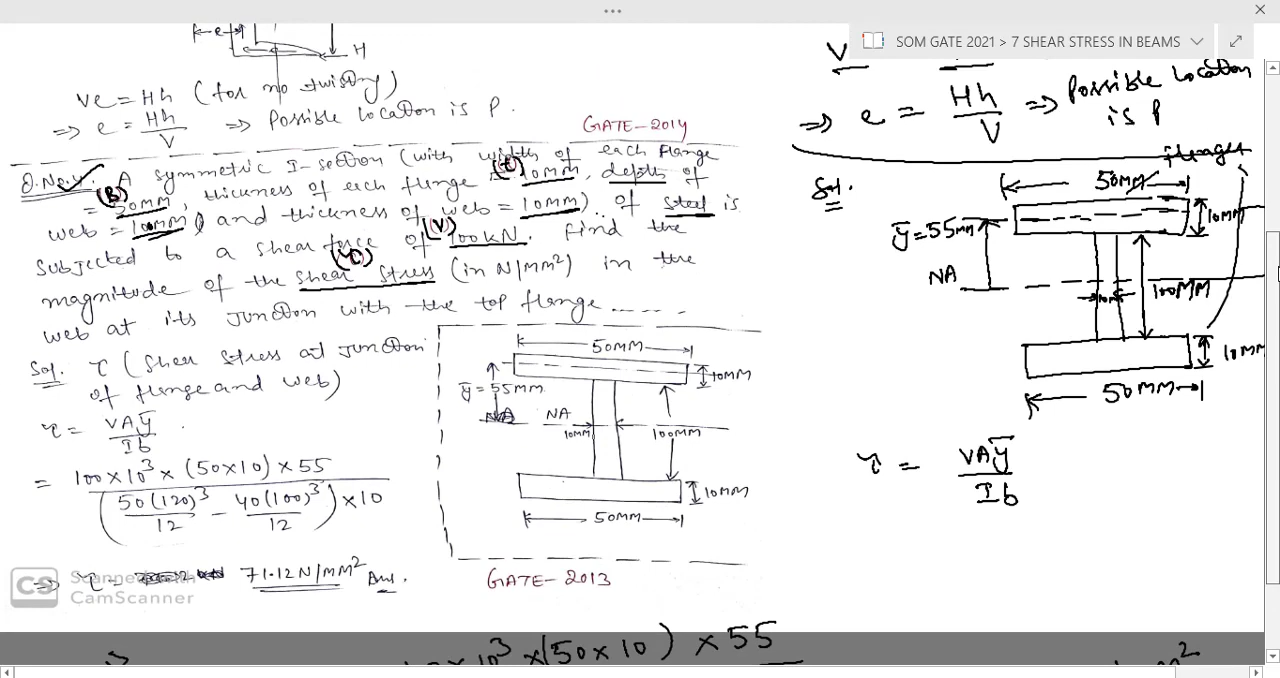 SOM GATE 2021 > 7 SHEAR STRESS IN BEAMS
e
H
Ve = Hh (for no twisting)
⇒ e = Hh/V ⇒ Possible location is P.
GATE-2014
Q.No.4. A symmetric I-section (with width of each flange
(B) (t)
= 50mm, thickness of each flange = 10mm, depth of
web = 100mm, and thickness of web = 10mm) of steel is
(V)
subjected to a shear force of 100kN. Find the
(τ)
magnitude of the shear stress (in N/mm²) in the
web at its junction with the top flange.......
Sol. τ (Shear stress at junction
of flange and web)
τ = VAȳ/Ib
= 100×10³ × (50×10) × 55
(50(120)³/12 - 40(100)³/12) × 10
⇒ τ = 71.12 N/MM² Ans.
50MM
10MM
ȳ = 55mm
NA
10MM
100MM
10MM
50MM
GATE-2013
CS
Scanned with
CamScanner
V
⇒ e = Hh/V ⇒ Possible location
is P
flanges
Sol.
50MM
10MM
ȳ = 55mm
NA
100MM
10MM
50MM
τ = VAȳ/Ib
×10³ × (50×10) × 55